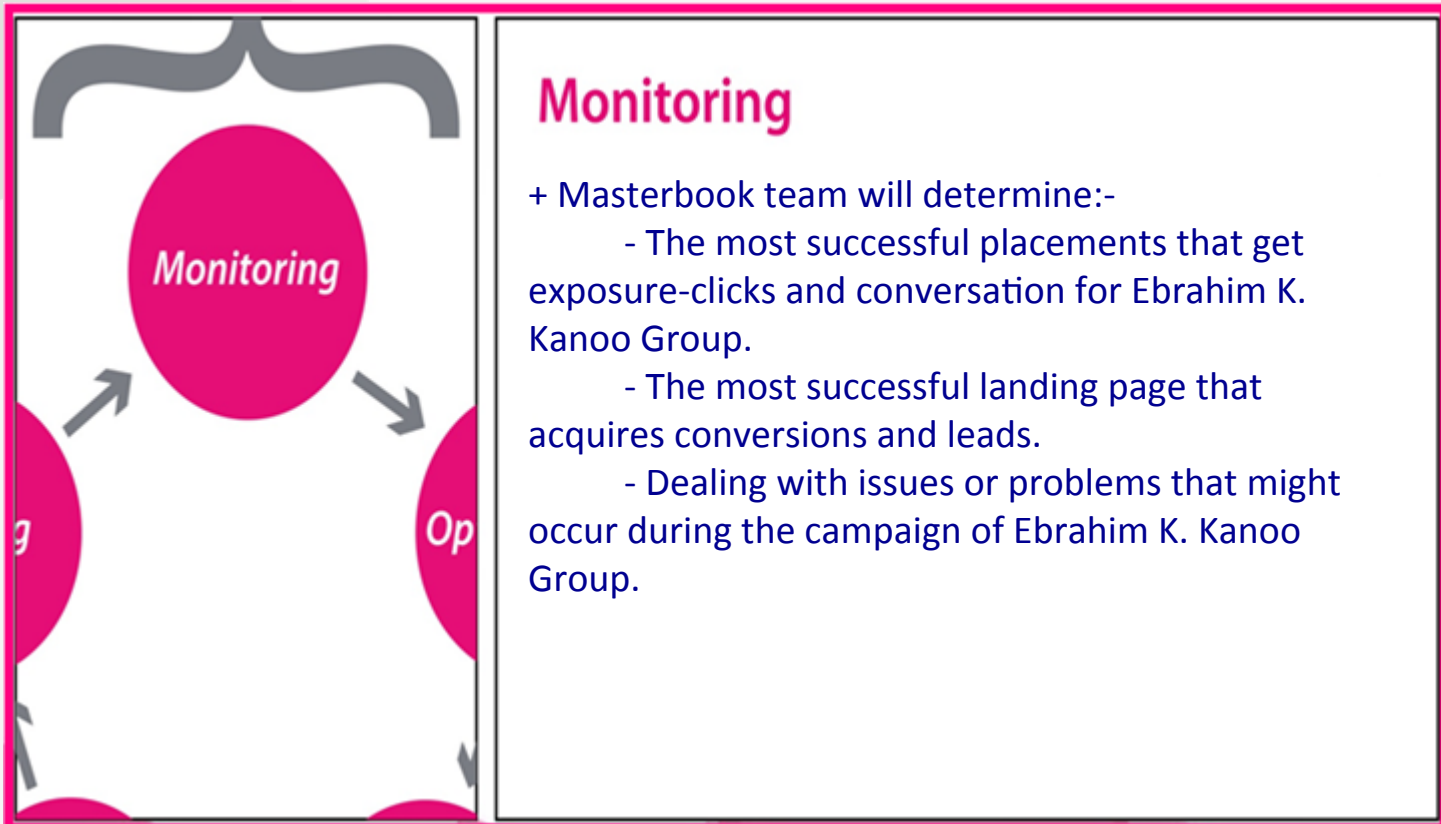 Monitoring
g
Op
Monitoring
+ Masterbook team will determine:-
- The most successful placements that get
exposure-clicks and conversation for Ebrahim K.
Kanoo Group.
- The most successful landing page that
acquires conversions and leads.
- Dealing with issues or problems that might
occur during the campaign of Ebrahim K. Kanoo
Group.